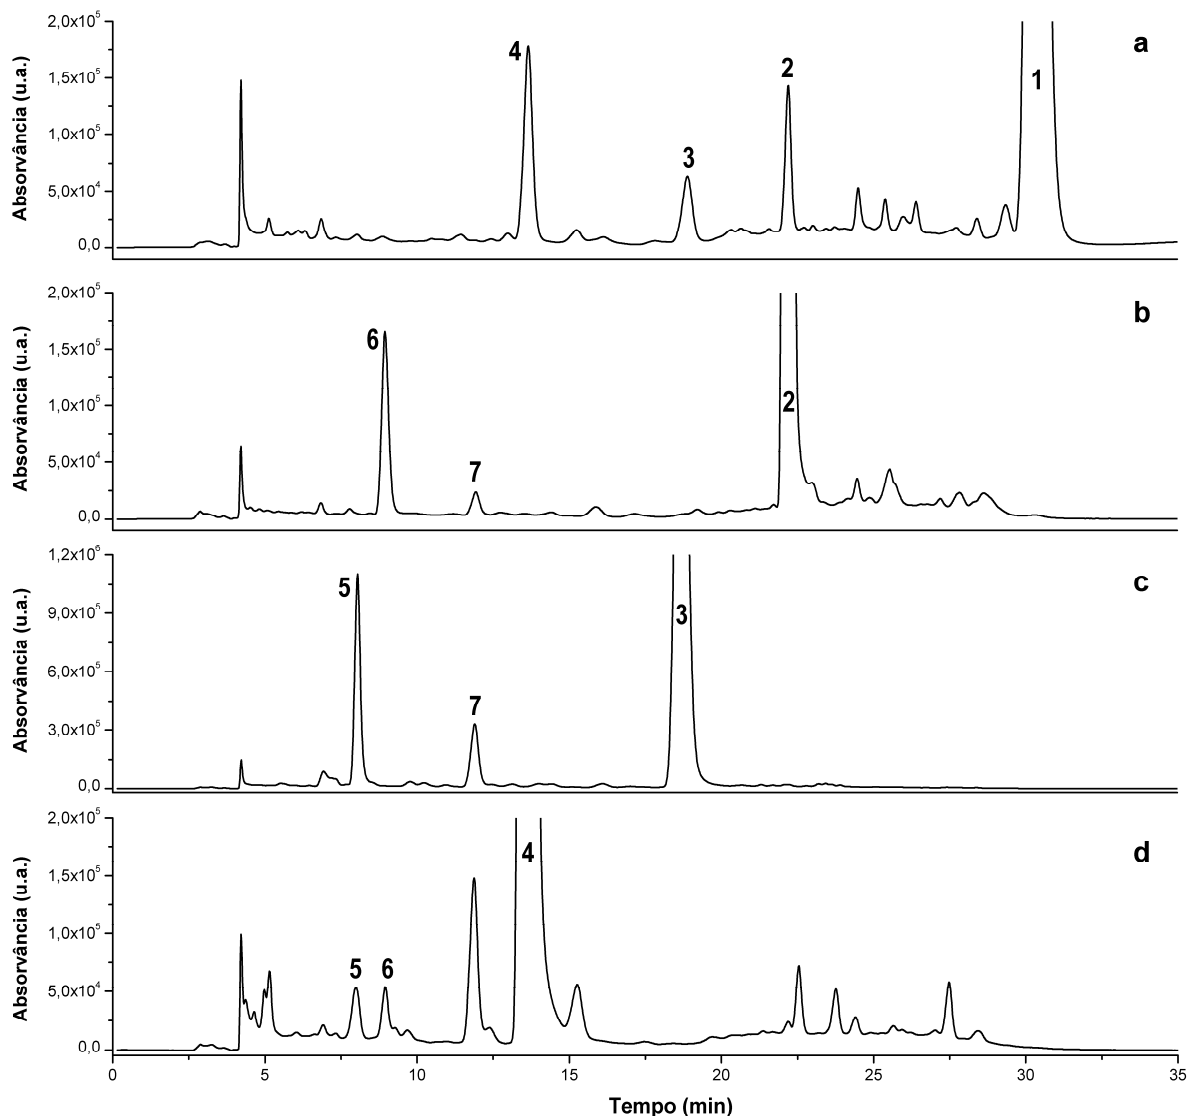 a
Absorvância (u.a.)
2,0x10⁵
1,5x10⁵
1,0x10⁵
5,0x10⁴
0,0
4
3
2
1
b
Absorvância (u.a.)
2,0x10⁵
1,5x10⁵
1,0x10⁵
5,0x10⁴
0,0
6
7
2
c
Absorvância (u.a.)
1,2x10⁶
9,0x10⁵
6,0x10⁵
3,0x10⁵
0,0
5
7
3
d
Absorvância (u.a.)
2,0x10⁵
1,5x10⁵
1,0x10⁵
5,0x10⁴
0,0
5
6
4
0 5 10 15 20 25 30 35
Tempo (min)